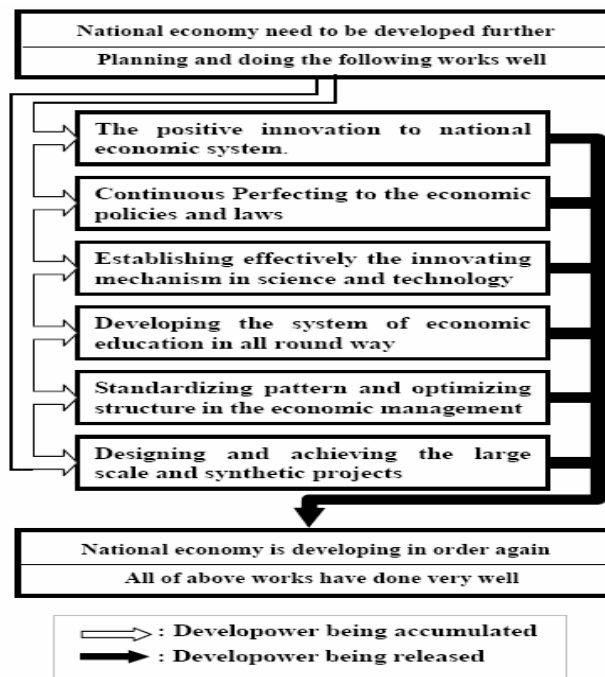 National economy need to be developed further
Planning and doing the following works well
The positive innovation to national
economic system.
Continuous Perfecting to the economic
policies and laws
Establishing effectively the innovating
mechanism in science and technology
Developing the system of economic
education in all round way
Standardizing pattern and optimizing
structure in the economic management
Designing and achieving the large
scale and synthetic projects
National economy is developing in order again
All of above works have done very well
: Developower being accumulated
: Developower being released